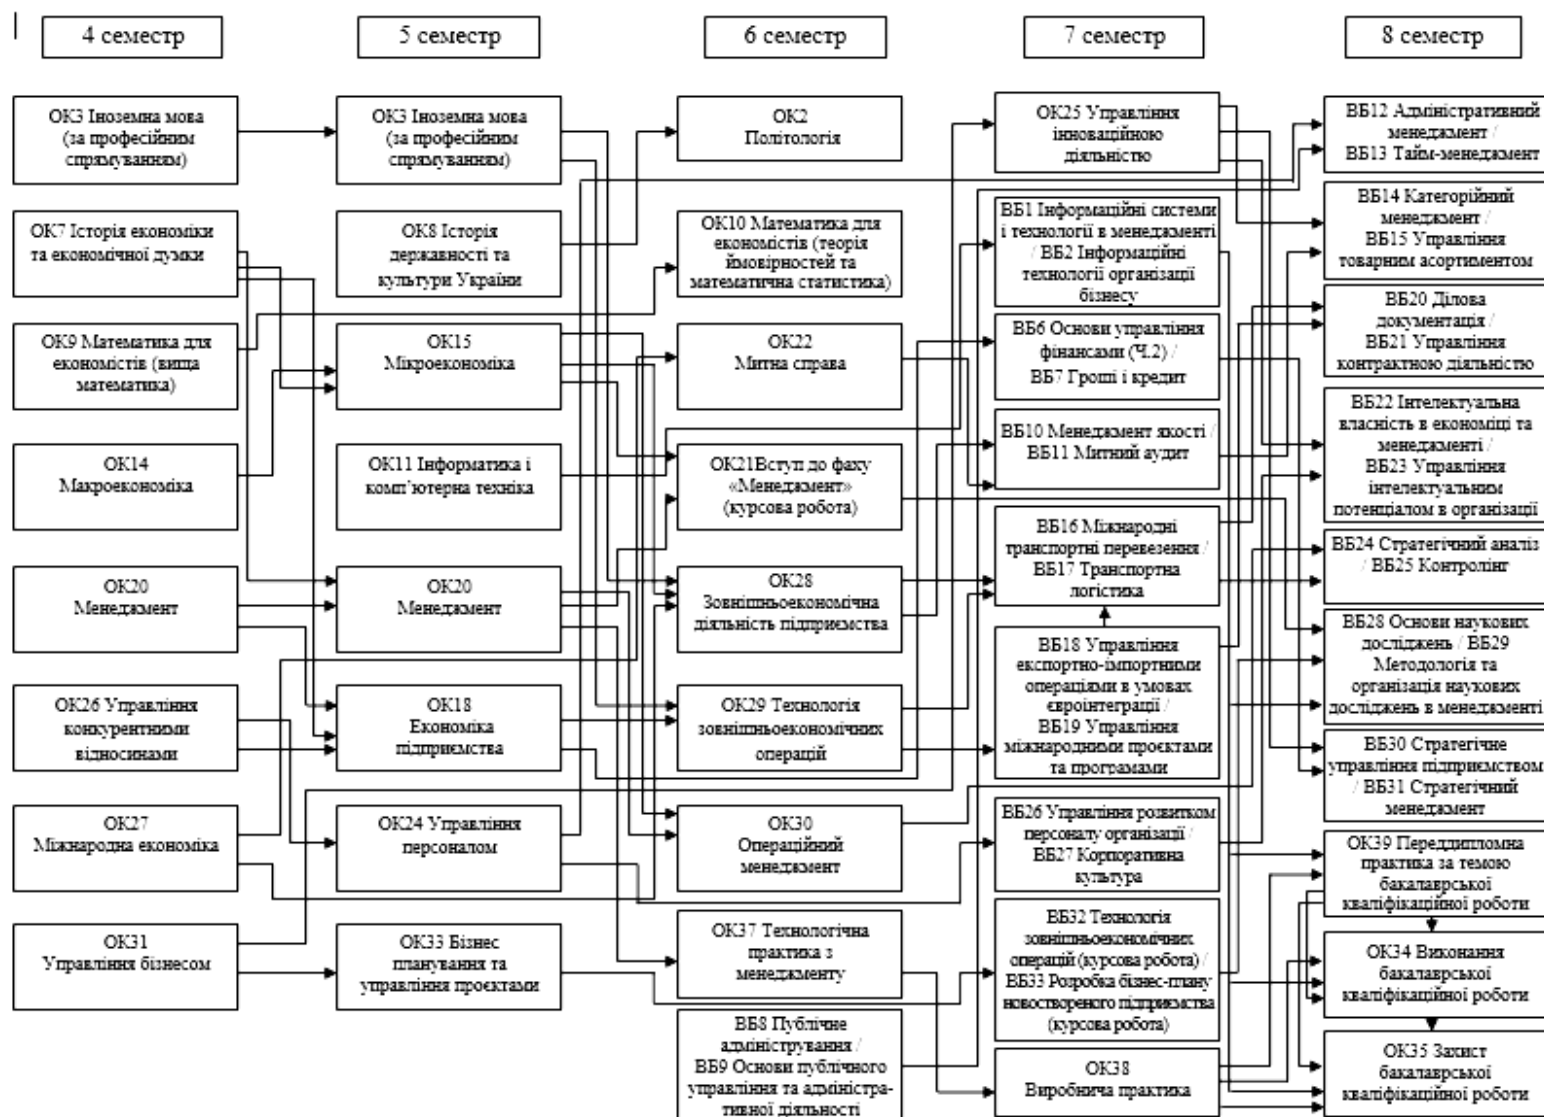 4 семестр
5 семестр
6 семестр
7 семестр
8 семестр
ОК3 Іноземна мова
(за професійним
спрямуванням)
ОК7 Історія економіки
та економічної думки
ОК9 Математика для
економістів (вища
математика)
ОК14
Макроекономіка
ОК20
Менеджмент
ОК26 Управління
конкурентними
відносинами
ОК27
Міжнародна економіка
ОК31
Управління бізнесом
ОК3 Іноземна мова
(за професійним
спрямуванням)
ОК8 Історія
державності та
культури України
ОК15
Мікроекономіка
ОК11 Інформатика і
комп’ютерна техніка
ОК20
Менеджмент
ОК18
Економіка
підприємства
ОК24 Управління
персоналом
ОК33 Бізнес
планування та
управління проєктами
ОК2
Політологія
ОК10 Математика для
економістів (теорія
ймовірностей та
математична статистика)
ОК22
Митна справа
ОК21Вступ до фаху
«Менеджмент»
(курсова робота)
ОК28
Зовнішньоекономічна
діяльність підприємства
ОК29 Технологія
зовнішньоекономічних
операцій
ОК30
Операційний
менеджмент
ОК37 Технологічна
практика з
менеджменту
ВБ8 Публічне
адміністрування /
ВБ9 Основи публічного
управління та адміністра-
тивної діяльності
ОК25 Управління
інноваційною
діяльністю
ВБ1 Інформаційні системи
і технології в менеджменті
/ ВБ2 Інформаційні
технології організації
бізнесу
ВБ6 Основи управління
фінансами (Ч.2) /
ВБ7 Гроші і кредит
ВБ10 Менеджмент якості /
ВБ11 Митний аудит
ВБ16 Міжнародні
транспортні перевезення /
ВБ17 Транспортна
логістика
ВБ18 Управління
експортно-імпортними
операціями в умовах
євроінтеграції /
ВБ19 Управління
міжнародними проєктами
та програмами
ВБ26 Управління розвитком
персоналу організації /
ВБ27 Корпоративна
культура
ВБ32 Технологія
зовнішньоекономічних
операцій (курсова робота) /
ВБ33 Розробка бізнес-плану
новоствореного підприємства
(курсова робота)
ОК38
Виробнича практика
ВБ12 Адміністративний
менеджмент /
ВБ13 Тайм-менеджмент
ВБ14 Категорійний
менеджмент /
ВБ15 Управління
товарним асортиментом
ВБ20 Ділова
документація /
ВБ21 Управління
контрактною діяльністю
ВБ22 Інтелектуальна
власність в економіці та
менеджменті /
ВБ23 Управління
інтелектуальним
потенціалом в організації
ВБ24 Стратегічний аналіз
/ ВБ25 Контролінг
ВБ28 Основи наукових
досліджень / ВБ29
Методологія та
організація наукових
досліджень в менеджменті
ВБ30 Стратегічне
управління підприємством
/ ВБ31 Стратегічний
менеджмент
ОК39 Переддипломна
практика за темою
бакалаврської
кваліфікаційної роботи
ОК34 Виконання
бакалаврської
кваліфікаційної роботи
ОК35 Захист
бакалаврської
кваліфікаційної роботи